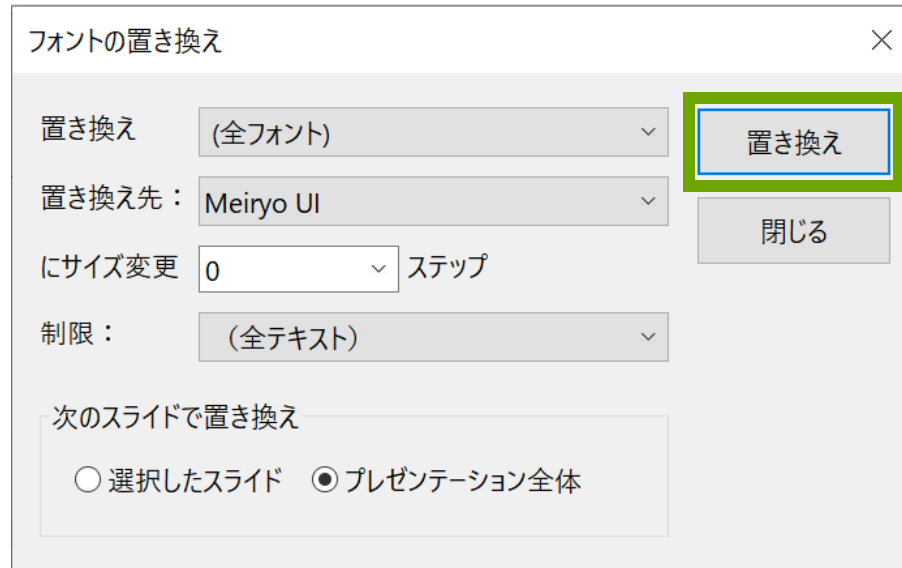 フォントの置き換え
置き換え (全フォント) 置き換え
置き換え先： Meiryo UI
閉じる
にサイズ変更 0 ステップ
制限： （全テキスト）
次のスライドで置き換え
選択したスライド プレゼンテーション全体